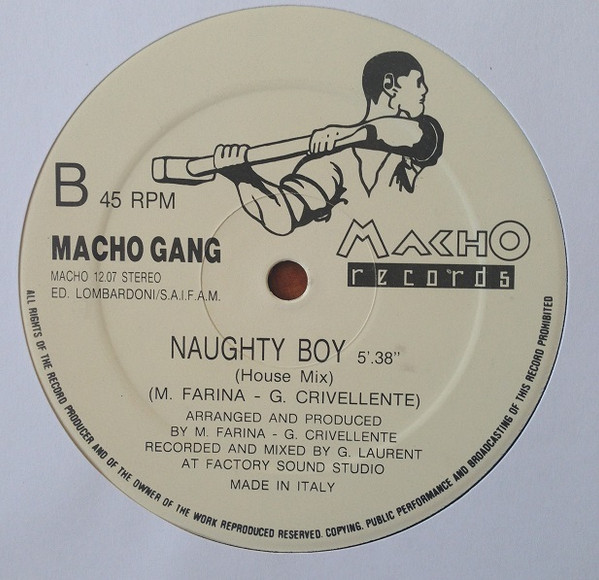 B 45 RPM
MACHO GANG
MACHO 12.07 STEREO
ED. LOMBARDONI/S.A.I.F.A.M.
MACHO
records
NAUGHTY BOY 5'.38"
(House Mix)
(M. FARINA - G. CRIVELLENTE)
ARRANGED AND PRODUCED
BY M. FARINA - G. CRIVELLENTE
RECORDED AND MIXED BY G. LAURENT
AT FACTORY SOUND STUDIO
MADE IN ITALY
ALL RIGHTS OF THE RECORD PRODUCER AND OF THE OWNER OF THE WORK REPRODUCED RESERVED. COPYING, PUBLIC PERFORMANCE AND BROADCASTING OF THIS RECORD PROHIBITED